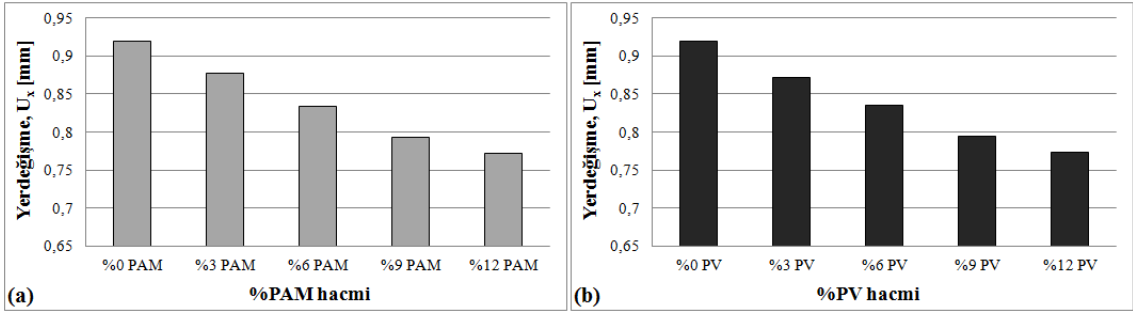 Yerdeğişme, Uₓ [mm]
0,95
0,9
0,85
0,8
0,75
0,7
0,65
%0 PAM %3 PAM %6 PAM %9 PAM %12 PAM
(a) %PAM hacmi
Yerdeğişme, Uₓ [mm]
0,95
0,9
0,85
0,8
0,75
0,7
0,65
%0 PV %3 PV %6 PV %9 PV %12 PV
(b) %PV hacmi